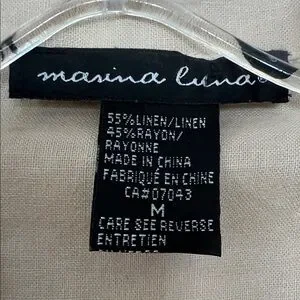 marina luna®
55%LINEN/LINEN
45%RAYON/
RAYONNE
MADE IN CHINA
FABRIQUÉ EN CHINE
CA#07043
M
CARE SEE REVERSE
ENTRETIEN